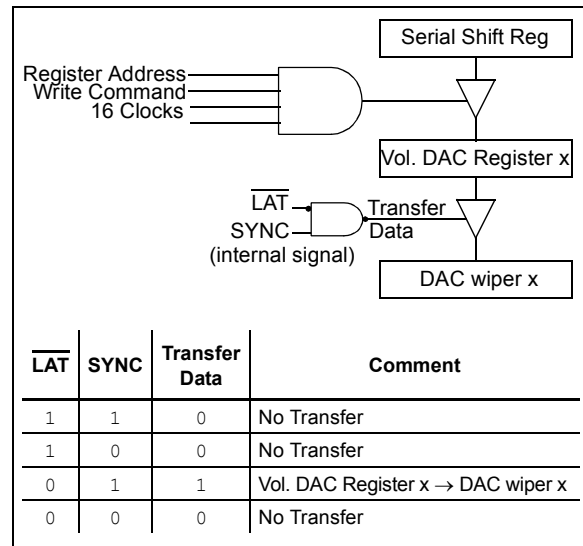 Serial Shift Reg
Register Address
Write Command
16 Clocks
Vol. DAC Register x
LAT
Transfer
SYNC
Data
(internal signal)
DAC wiper x
LAT SYNC Transfer Data Comment
1 1 0 No Transfer
1 0 0 No Transfer
0 1 1 Vol. DAC Register x → DAC wiper x
0 0 0 No Transfer